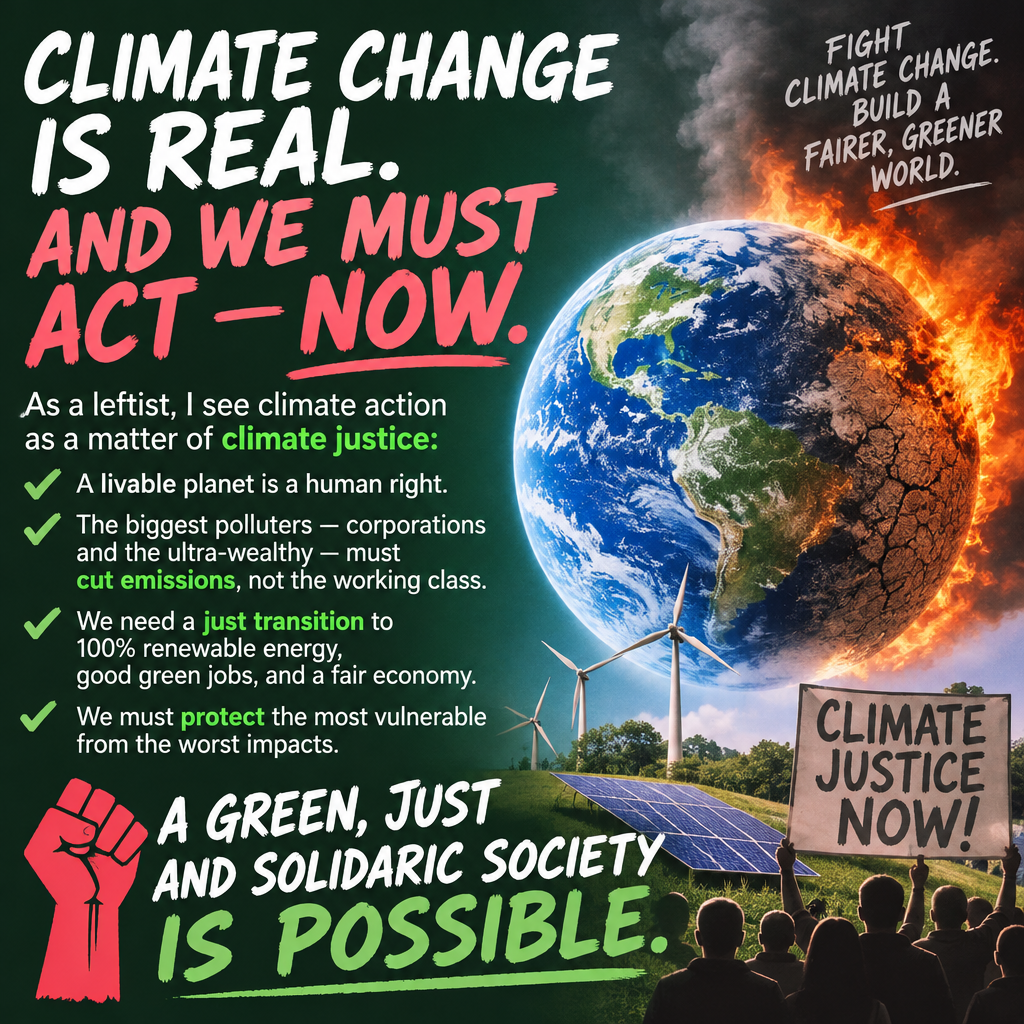 CLIMATE CHANGE
IS REAL.
AND WE MUST
ACT — NOW.
FIGHT
CLIMATE CHANGE.
BUILD A
FAIRER, GREENER
WORLD.
As a leftist, I see climate action
as a matter of climate justice:
A livable planet is a human right.
The biggest polluters — corporations
and the ultra-wealthy — must
cut emissions, not the working class.
We need a just transition to
100% renewable energy,
good green jobs, and a fair economy.
We must protect the most vulnerable
from the worst impacts.
A GREEN, JUST
AND SOLIDARIC SOCIETY
IS POSSIBLE.
CLIMATE
JUSTICE
NOW!